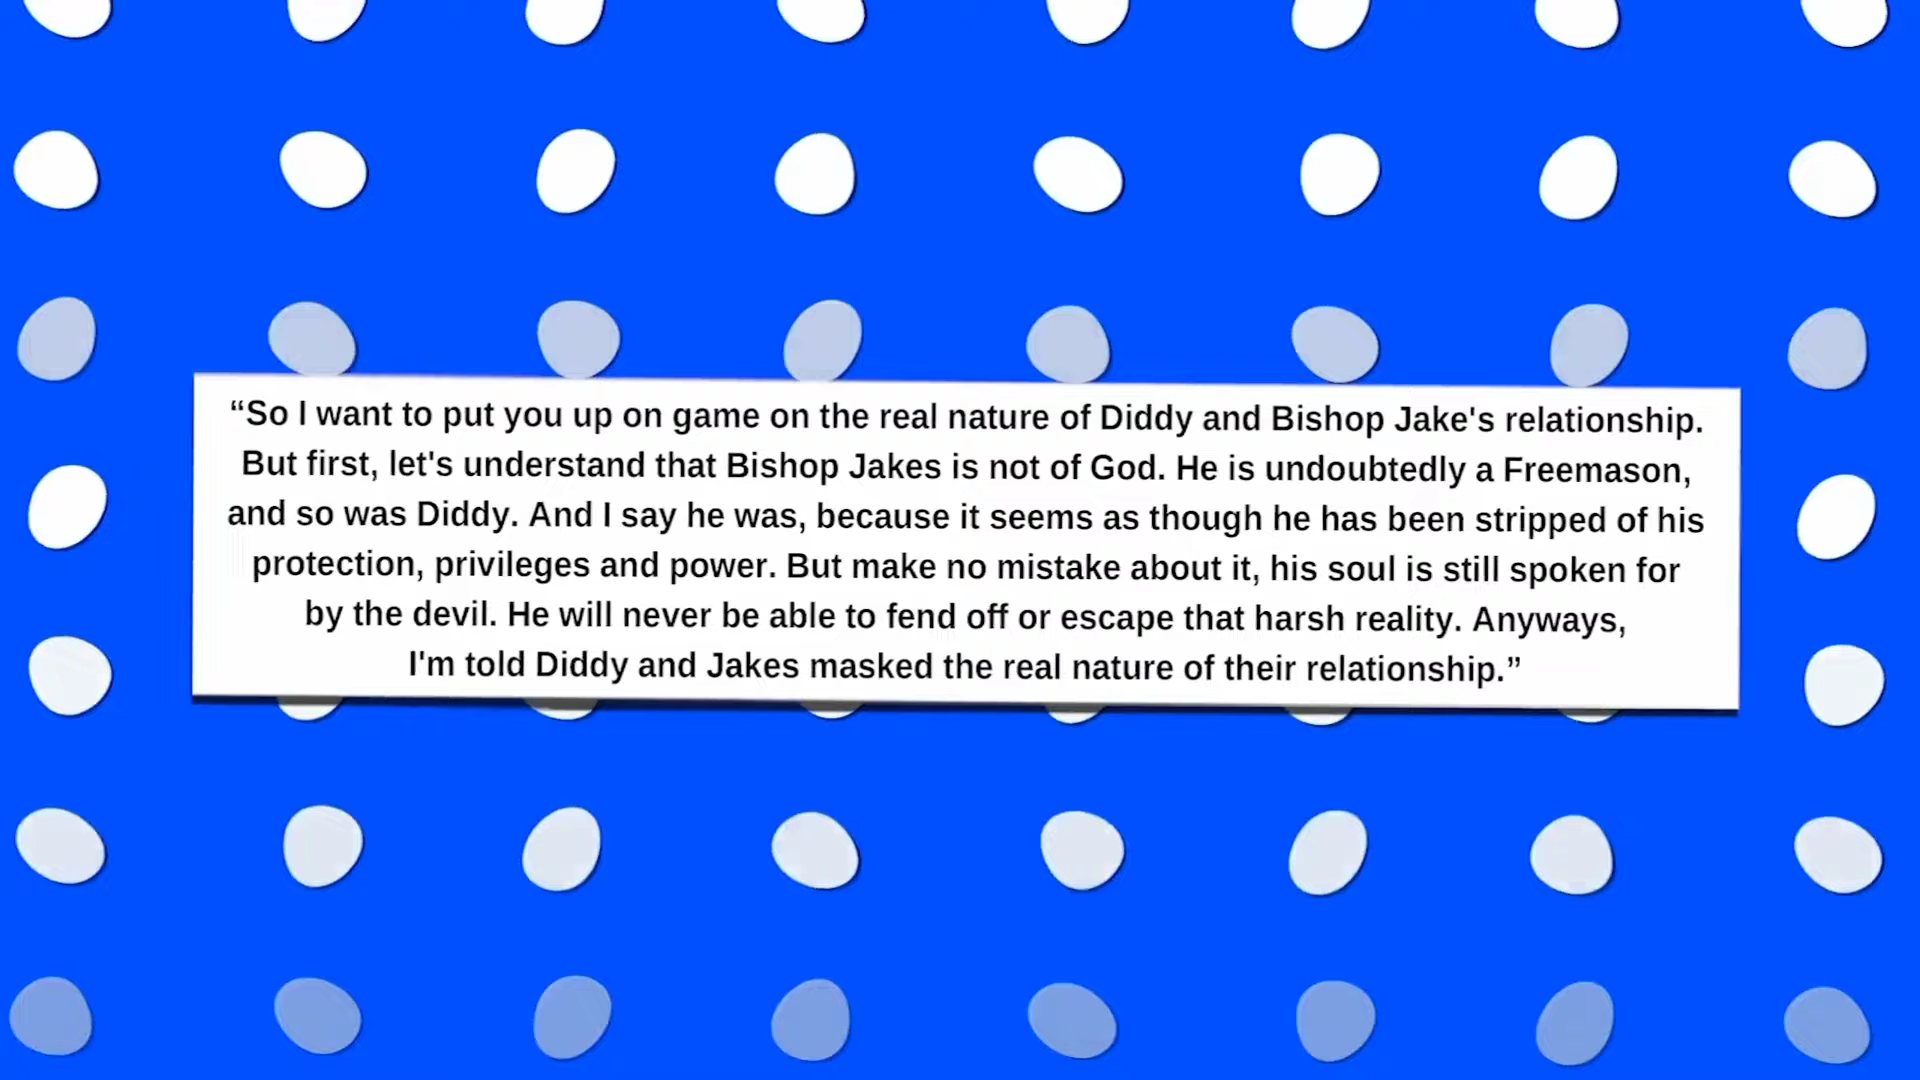 “So I want to put you up on game on the real nature of Diddy and Bishop Jake's relationship.
But first, let's understand that Bishop Jakes is not of God. He is undoubtedly a Freemason,
and so was Diddy. And I say he was, because it seems as though he has been stripped of his
protection, privileges and power. But make no mistake about it, his soul is still spoken for
by the devil. He will never be able to fend off or escape that harsh reality. Anyways,
I'm told Diddy and Jakes masked the real nature of their relationship.”